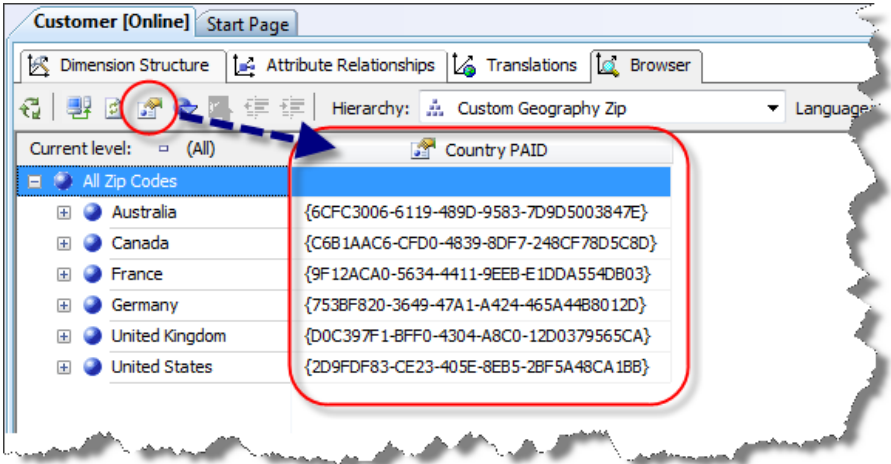 Customer [Online] Start Page
Dimension Structure Attribute Relationships Translations Browser
Hierarchy: Custom Geography Zip Language:
Current level: (All) Country PAID
All Zip Codes
Australia {6CFC3006-6119-489D-9583-7D9D5003847E}
Canada {C6B1AAC6-CFD0-4839-8DF7-248CF78D5C8D}
France {9F12ACA0-5634-4411-9EEB-E1DDA554DB03}
Germany {753BF820-3649-47A1-A424-465A44B8012D}
United Kingdom {D0C397F1-BFF0-4304-A8C0-12D0379565CA}
United States {2D9FDF83-CE23-405E-8EB5-2BF5A48CA1BB}